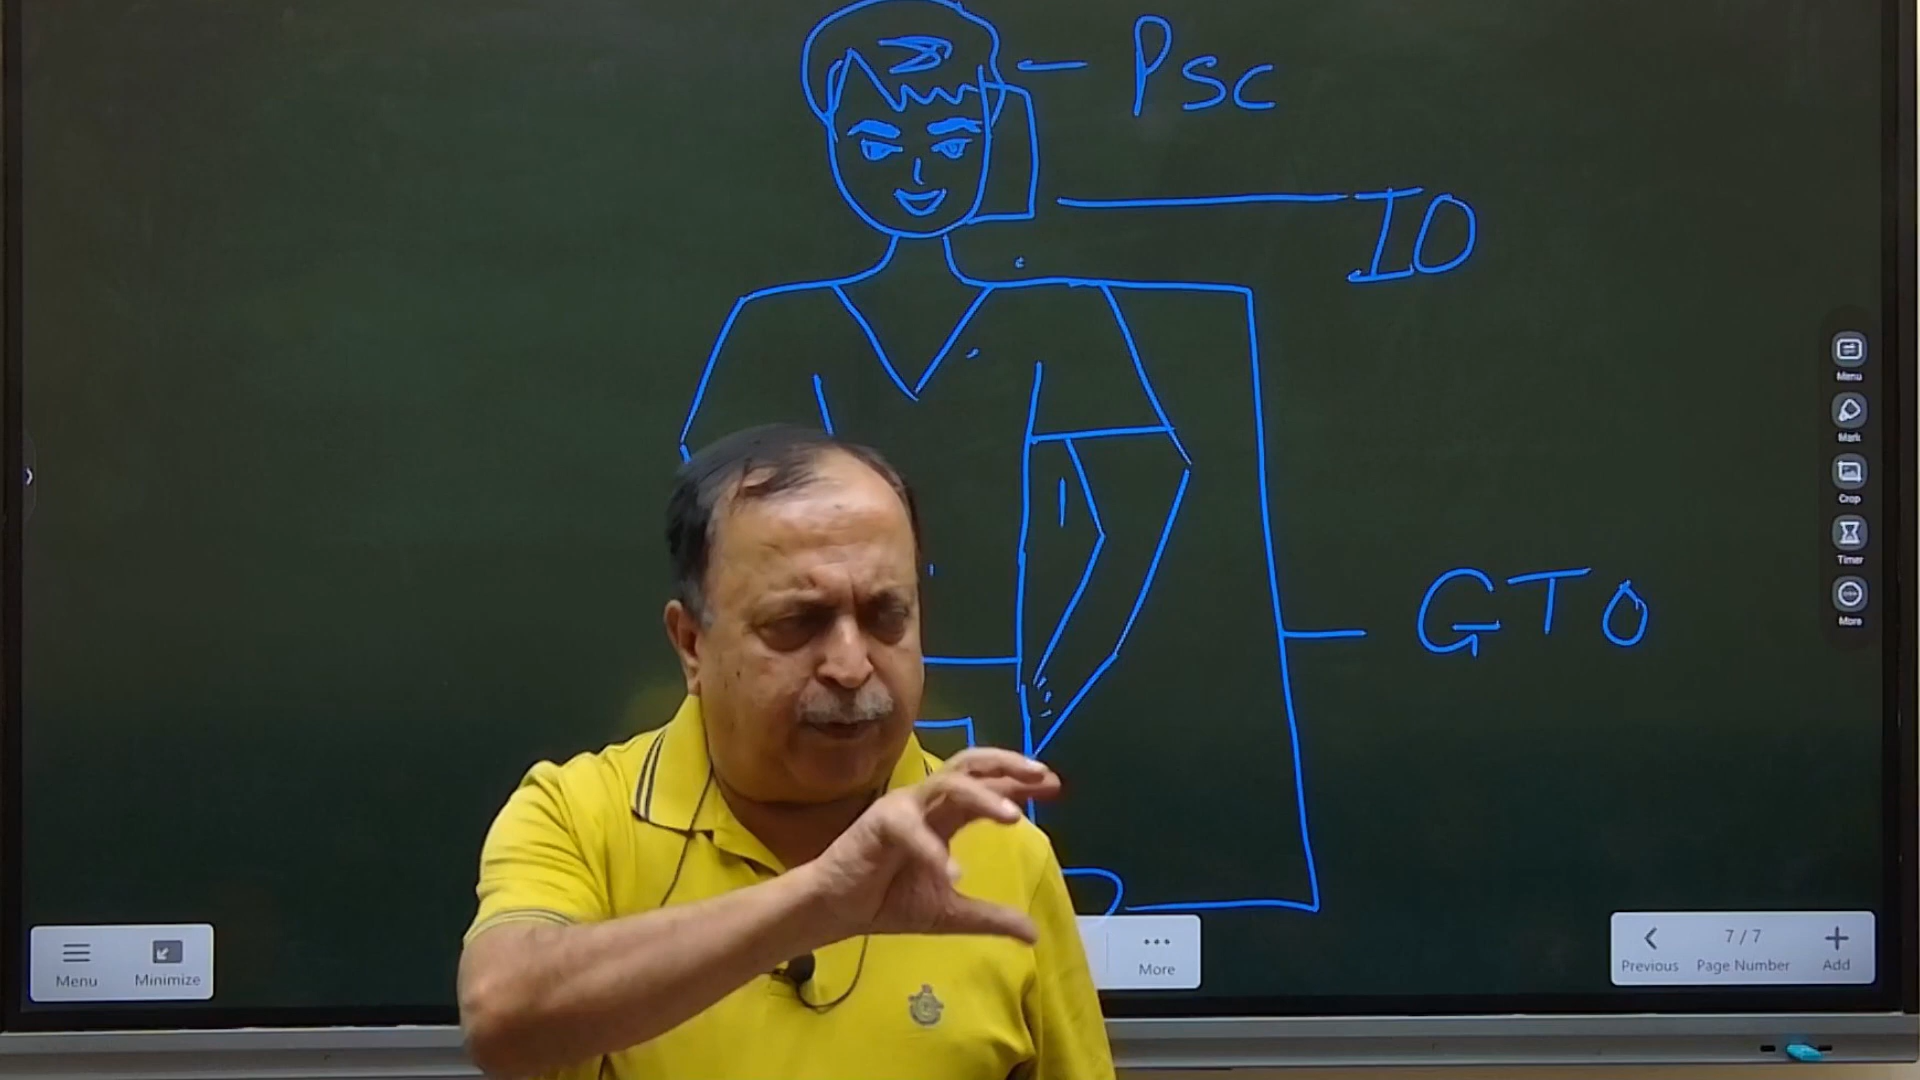 Psc
IO
GTO
Menu
Mark
Crop
Timer
More
Menu
Minimize
More
Previous
7 / 7
Page Number
Add